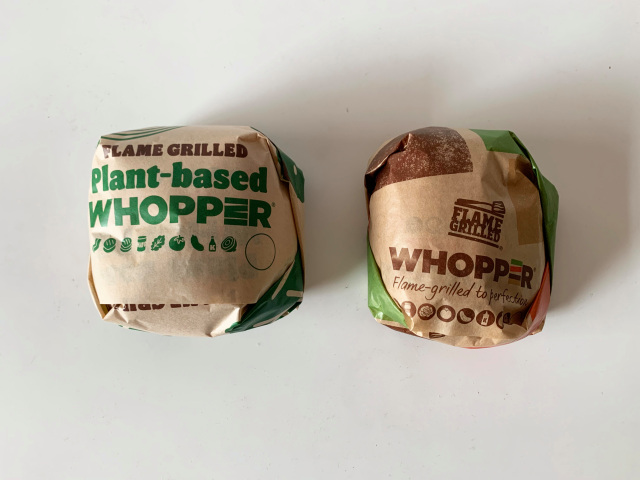 FLAME GRILLED
Plant-based
WHOPPER®
FLAME
GRILLED
WHOPPER®
Flame-grilled to perfection